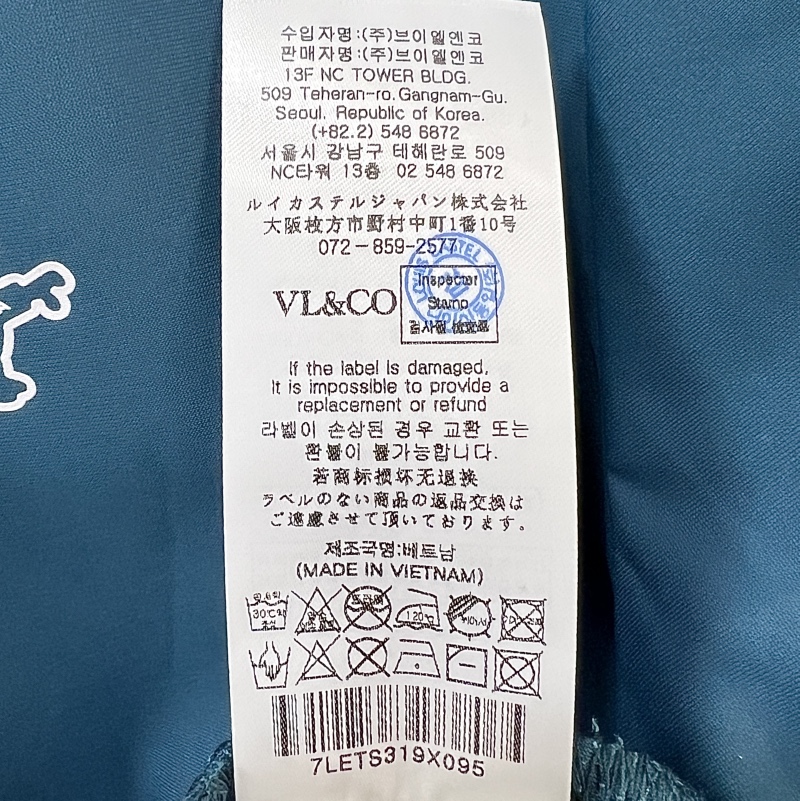 수입자명:(주)브이엘엔코
판매자명:(주)브이엘엔코
13F NC TOWER BLDG.
509 Teheran-ro.Gangnam-Gu.
Seoul. Republic of Korea.
(+82.2) 548 6872
서울시 강남구 테헤란로 509
NC타워 13층 02 548 6872
ルイカステルジャパン株式会社
大阪枚方市野村中町1番10号
072-859-2577
VL&CO
Inspector
Stamp
검사필
If the label is damaged,
It is impossible to provide a
replacement or refund
라벨이 손상된 경우 교환 또는
환불이 불가능합니다.
若商标损坏无退换
ラベルのない商品の返品交換は
ご遠慮させて頂いております。
제조국명:베트남
(MADE IN VIETNAM)
30℃
중성
120℃
7LETS319X095